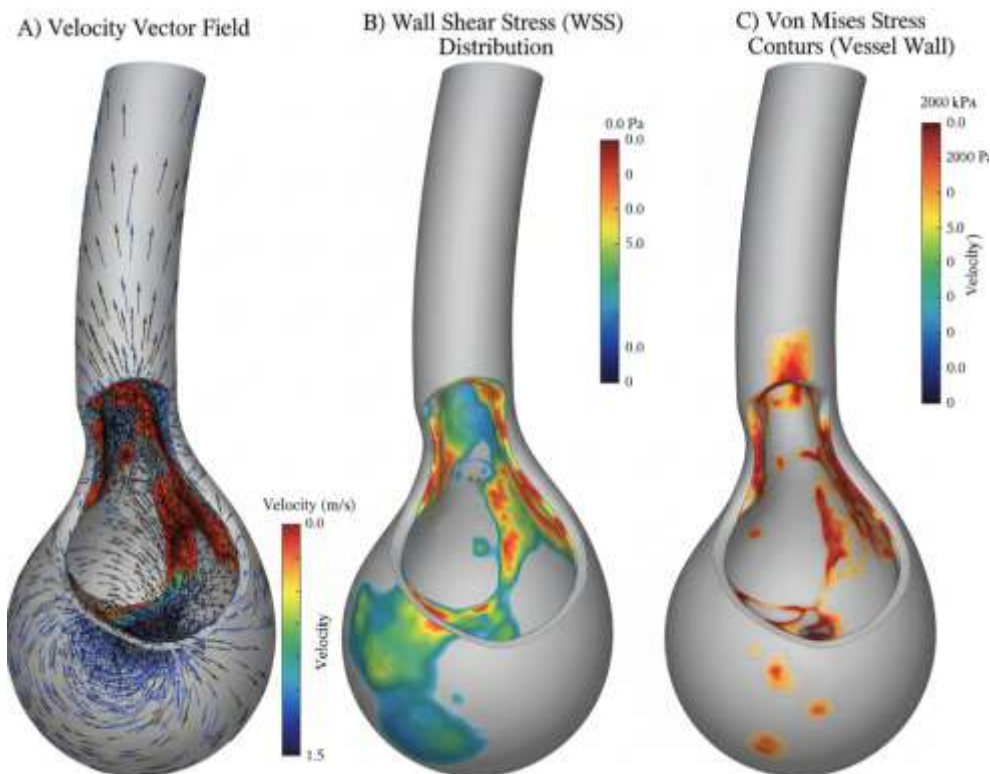 A) Velocity Vector Field
B) Wall Shear Stress (WSS)
Distribution
C) Von Mises Stress
Conturs (Vessel Wall)
Velocity (m/s)
0.0
Velocity
1.5
0.0 Pa
0.0
0
0.0
5.0
0.0
0
2000 kPa
0.0
2000 Pa
0
5.0
0
0
0.0
0
Velocity)